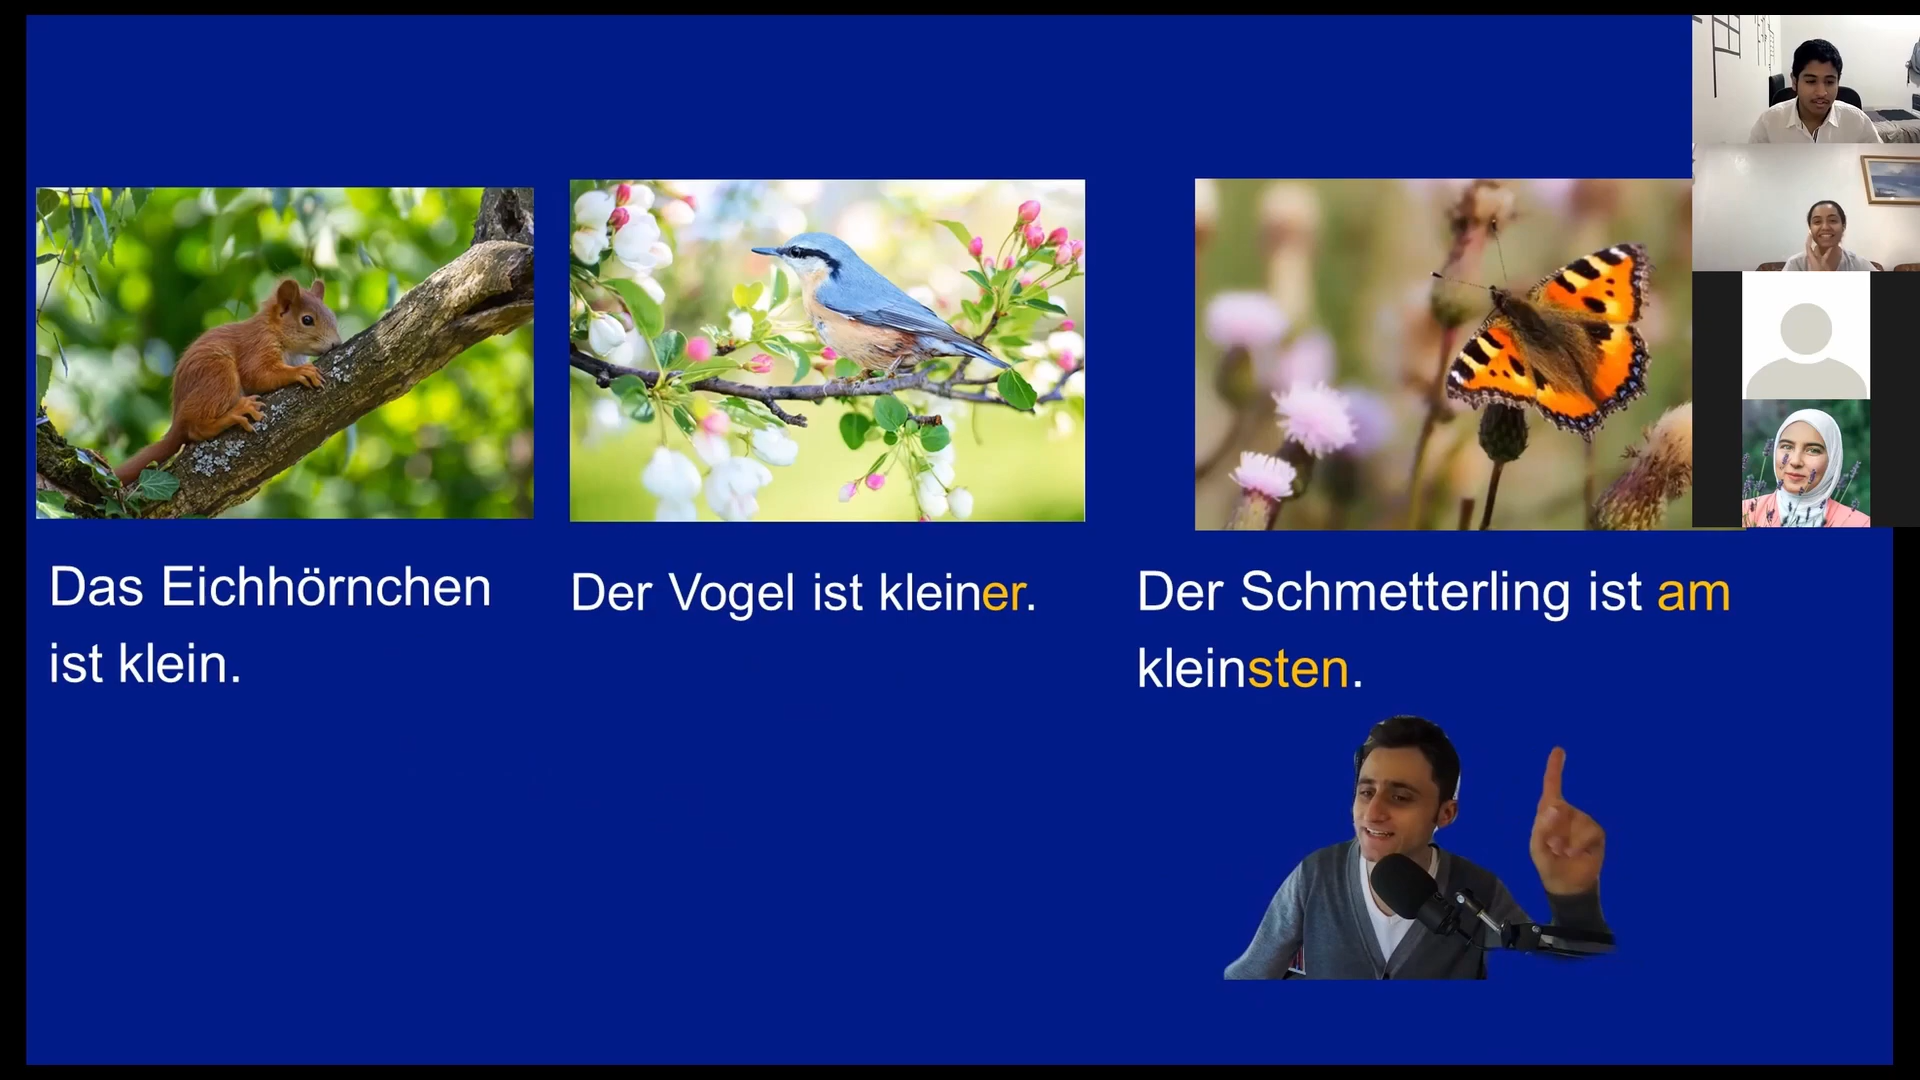 Das Eichhörnchen
ist klein.
Der Vogel ist kleiner.
Der Schmetterling ist am
kleinsten.